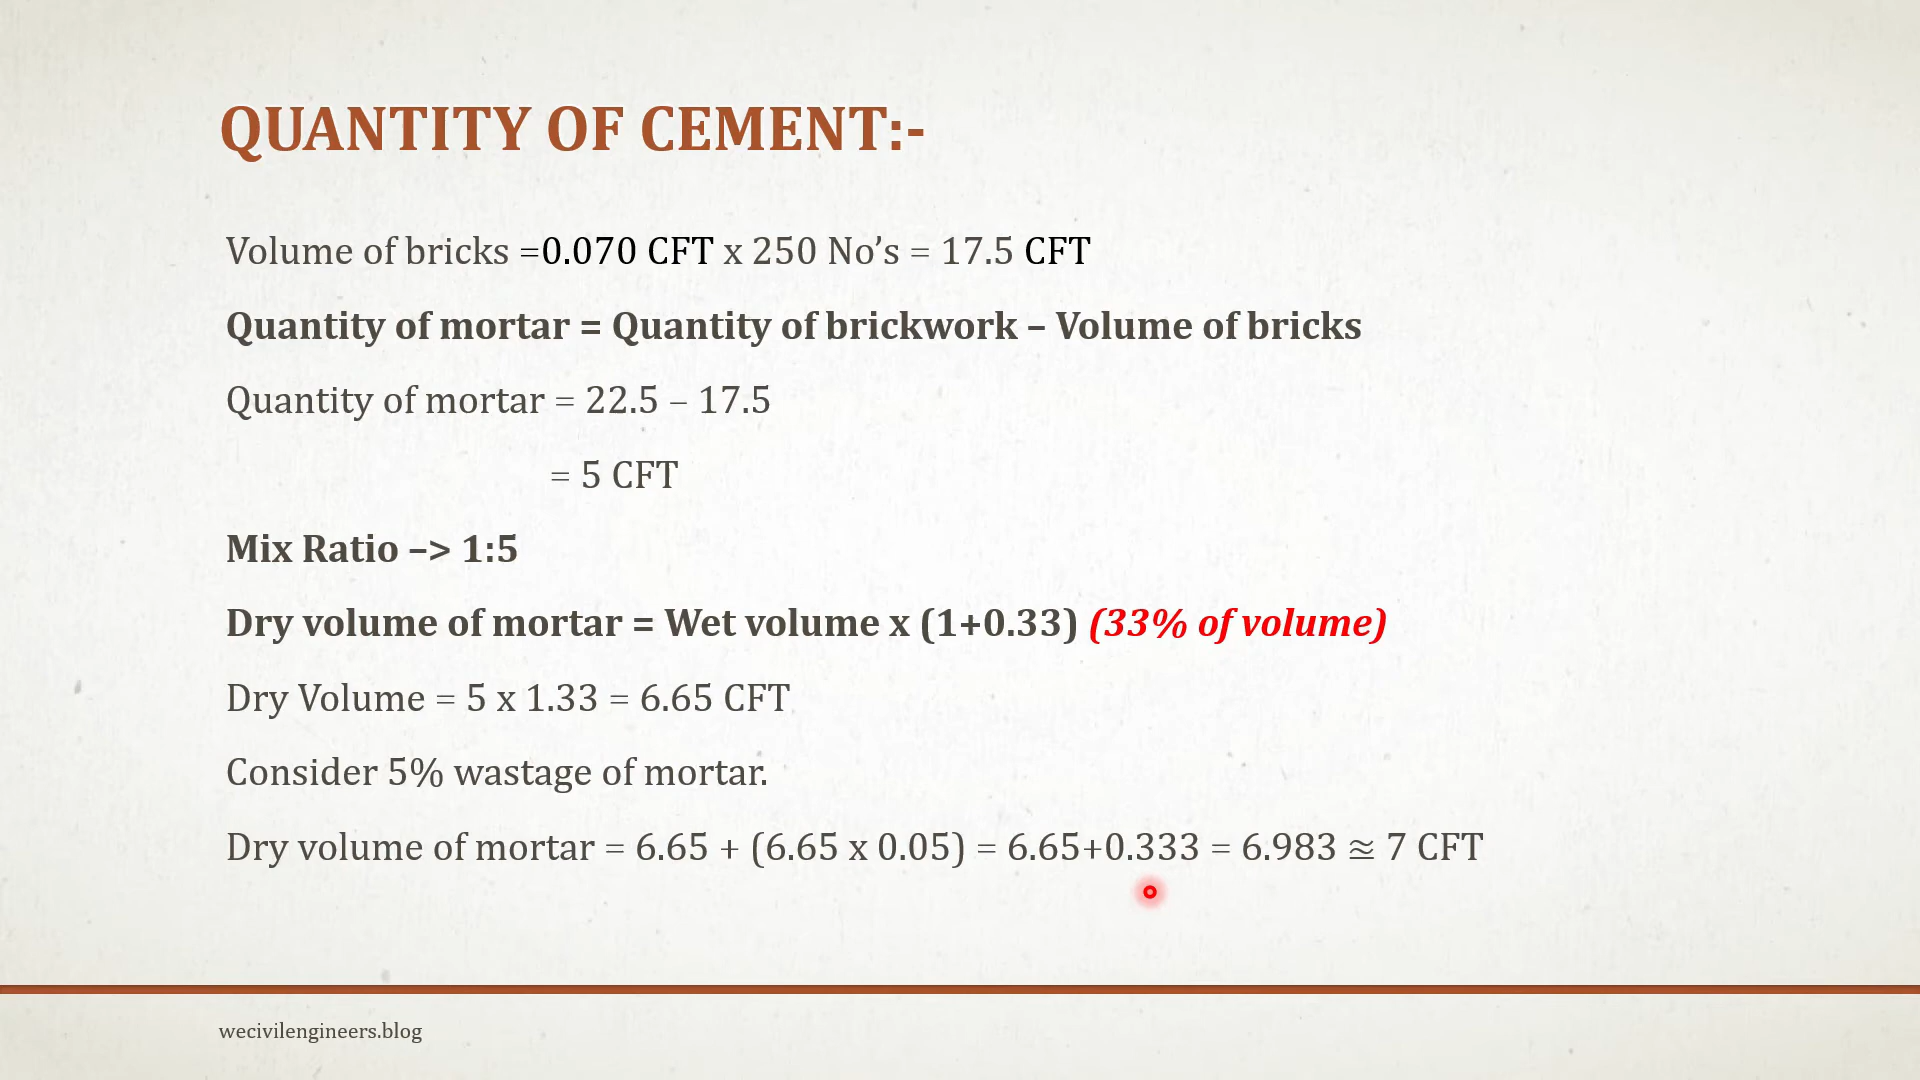 QUANTITY OF CEMENT:-
Volume of bricks =0.070 CFT x 250 No’s = 17.5 CFT
Quantity of mortar = Quantity of brickwork – Volume of bricks
Quantity of mortar = 22.5 – 17.5
= 5 CFT
Mix Ratio –> 1:5
Dry volume of mortar = Wet volume x (1+0.33) (33% of volume)
Dry Volume = 5 x 1.33 = 6.65 CFT
Consider 5% wastage of mortar.
Dry volume of mortar = 6.65 + (6.65 x 0.05) = 6.65+0.333 = 6.983 ≊ 7 CFT
wecivilengineers.blog